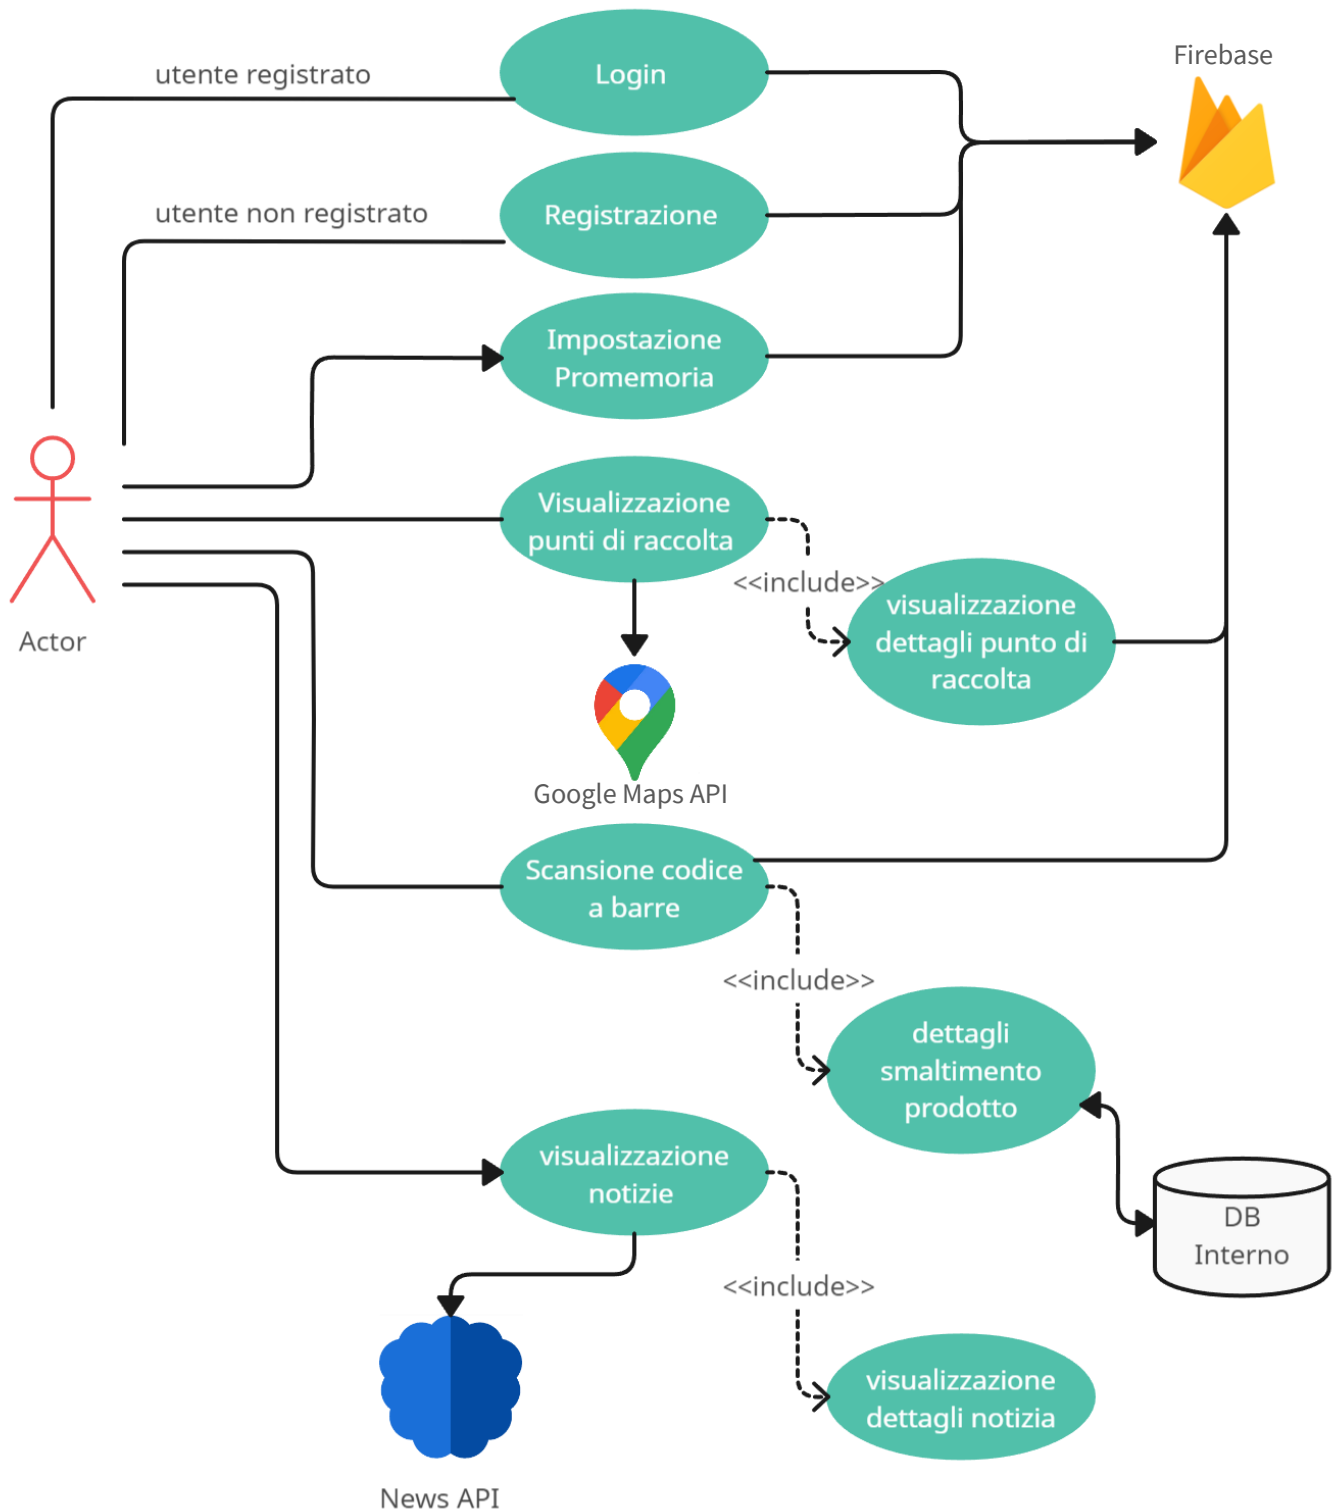 Firebase
utente registrato
Login
utente non registrato
Registrazione
Impostazione
Promemoria
Visualizzazione
punti di raccolta
<<include>>
visualizzazione
dettagli punto di
raccolta
Actor
Google Maps API
Scansione codice
a barre
<<include>>
dettagli
smaltimento
prodotto
visualizzazione
notizie
DB
Interno
<<include>>
visualizzazione
dettagli notizia
News API